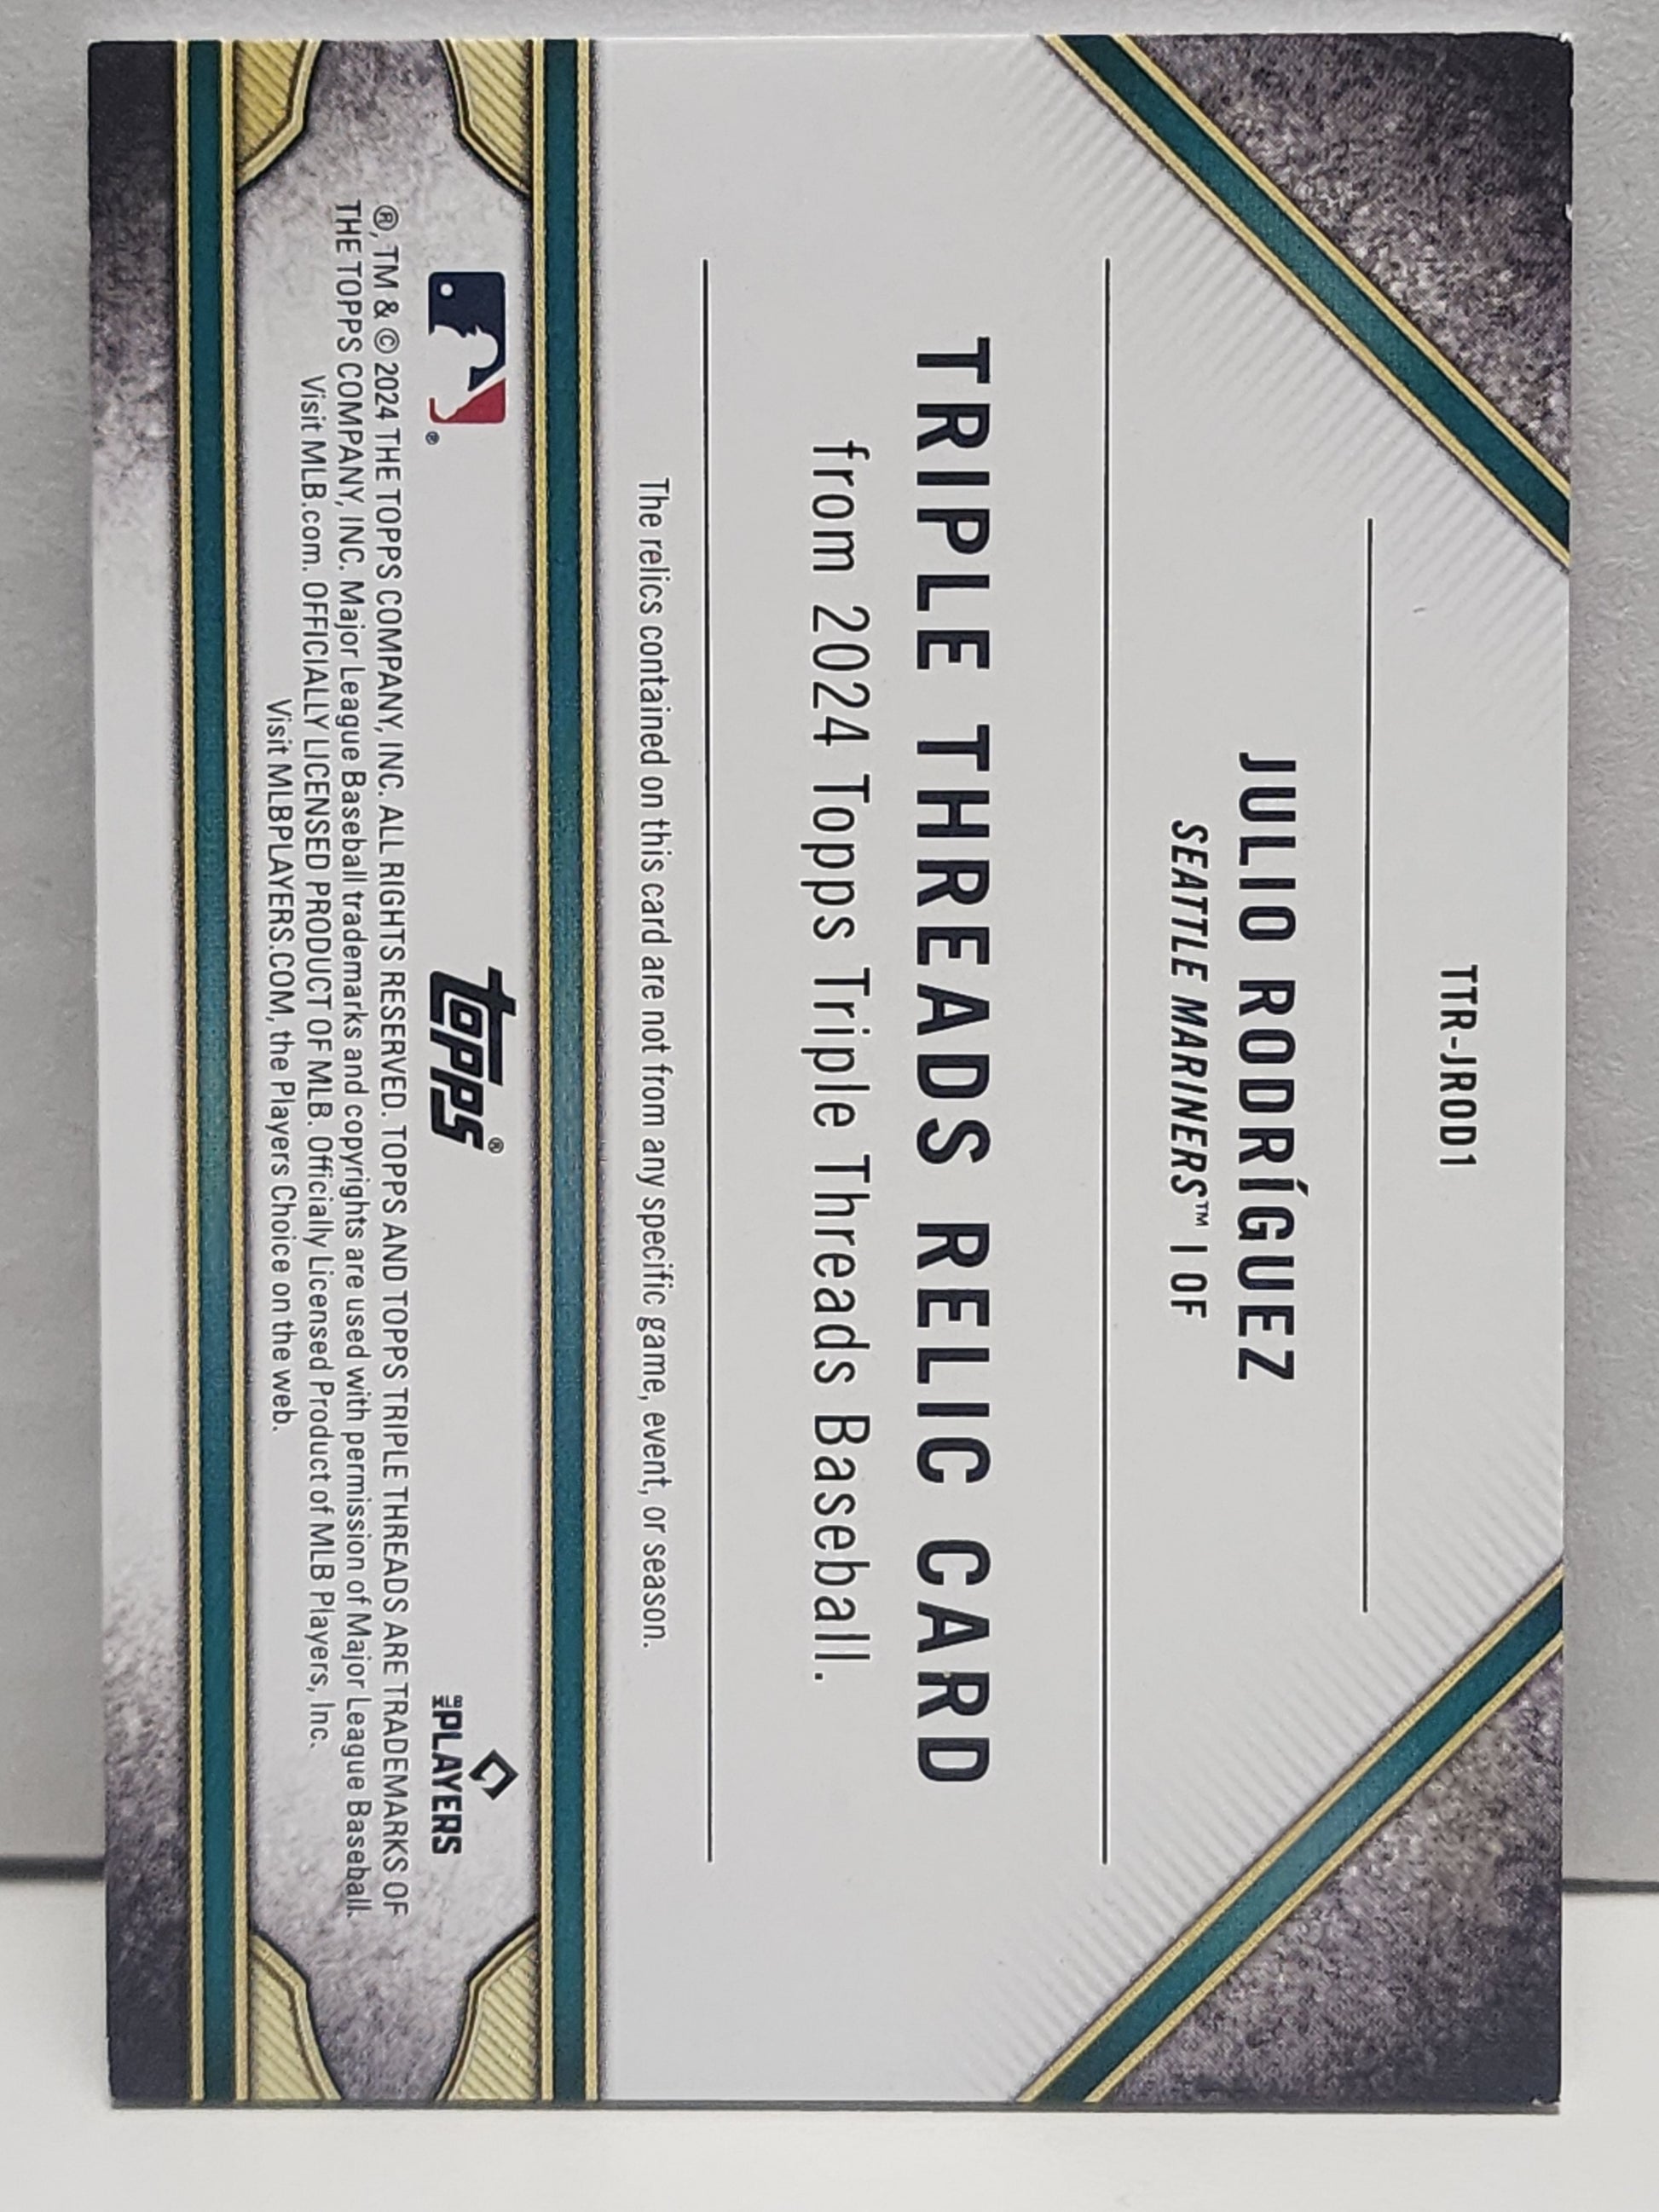 TTR-JROD1
JULIO RODRÍGUEZ
SEATTLE MARINERS™ | OF
TRIPLE THREADS RELIC CARD
from 2024 Topps Triple Threads Baseball.
The relics contained on this card are not from any specific game, event, or season.
®
topps®
MLB PLAYERS
®, TM & © 2024 THE TOPPS COMPANY, INC. ALL RIGHTS RESERVED. TOPPS AND TOPPS TRIPLE THREADS ARE TRADEMARKS OF
THE TOPPS COMPANY, INC. Major League Baseball trademarks and copyrights are used with permission of Major League Baseball.
Visit MLB.com. OFFICIALLY LICENSED PRODUCT OF MLB. Officially Licensed Product of MLB Players, Inc.
Visit MLBPLAYERS.COM, the Players Choice on the web.